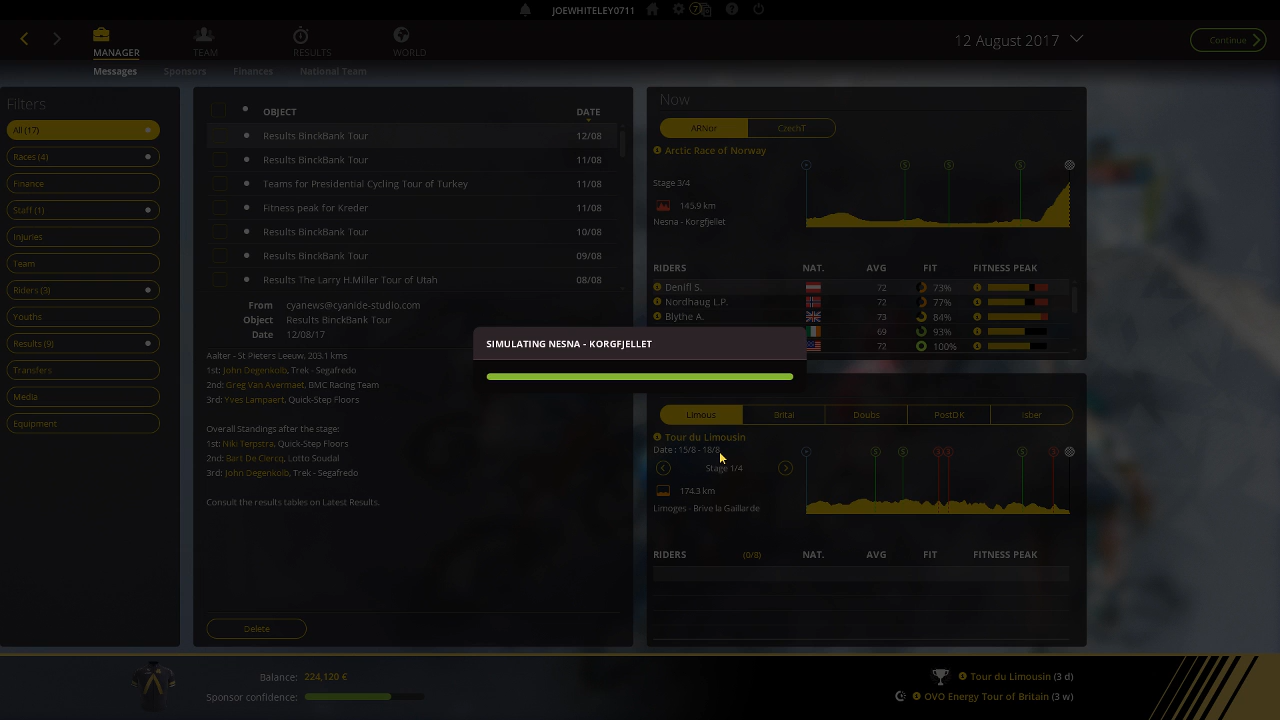 JOEWHITELEY0711
7
MANAGER TEAM RESULTS WORLD
12 August 2017
Continue
Messages Sponsors Finances National Team
Filters
All (17)
Races (4)
Finance
Staff (1)
Injuries
Team
Riders (3)
Youths
Results (9)
Transfers
Media
Equipment
OBJECT DATE
Results BinckBank Tour 12/08
Results BinckBank Tour 11/08
Teams for Presidential Cycling Tour of Turkey 11/08
Fitness peak for Kreder 11/08
Results BinckBank Tour 10/08
Results BinckBank Tour 09/08
Results The Larry H.Miller Tour of Utah 08/08
From cyanews@cyanide-studio.com
Object Results BinckBank Tour
Date 12/08/17
Aalter - St Pieters Leeuw, 203.1 kms
1st: John Degenkolb, Trek - Segafredo
2nd: Greg Van Avermaet, BMC Racing Team
3rd: Yves Lampaert, Quick-Step Floors
Overall Standings after the stage:
1st: Niki Terpstra, Quick-Step Floors
2nd: Bart De Clercq, Lotto Soudal
3rd: John Degenkolb, Trek - Segafredo
Consult the results tables on Latest Results.
Delete
Now
ARNor CzechT
Arctic Race of Norway
Stage 3/4
145.9 km
Nesna - Korgfjellet
RIDERS NAT. AVG FIT FITNESS PEAK
Denifl S. 72 73%
Nordhaug L.P. 72 77%
Blythe A. 73 84%
69 93%
72 100%
SIMULATING NESNA - KORGFJELLET
Limous Britai Doubs PostDK Isber
Tour du Limousin
Date : 15/8 - 18/8
Stage 1/4
174.3 km
Limoges - Brive la Gaillarde
RIDERS (0/8) NAT. AVG FIT FITNESS PEAK
Balance: 224,120 €
Sponsor confidence:
Tour du Limousin (3 d)
OVO Energy Tour of Britain (3 w)